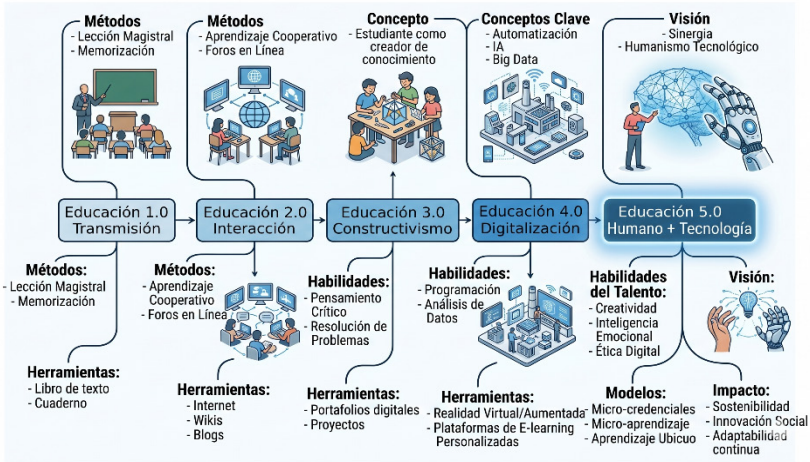 Métodos
- Lección Magistral
- Memorización
Métodos
- Aprendizaje Cooperativo
- Foros en Línea
Concepto
- Estudiante como
creador de
conocimiento
Conceptos Clave
- Automatización
- IA
- Big Data
Visión
- Sinergia
- Humanismo Tecnológico
Educación 1.0
Transmisión
Educación 2.0
Interacción
Educación 3.0
Constructivismo
Educación 4.0
Digitalización
Educación 5.0
Humano + Tecnología
Métodos:
- Lección Magistral
- Memorización
Herramientas:
- Libro de texto
- Cuaderno
Métodos:
- Aprendizaje
Cooperativo
- Foros en Línea
Herramientas:
- Internet
- Wikis
- Blogs
Habilidades:
- Pensamiento
Crítico
- Resolución de
Problemas
Herramientas:
- Portafolios digitales
- Proyectos
Habilidades:
- Programación
- Análisis de
Datos
Herramientas:
- Realidad Virtual/Aumentada
- Plataformas de E-learning
Personalizadas
Habilidades
del Talento:
- Creatividad
- Inteligencia
Emocional
- Ética Digital
Visión:
Modelos:
- Micro-credenciales
- Micro-aprendizaje
- Aprendizaje Ubicuo
Impacto:
- Sostenibilidad
- Innovación Social
- Adaptabilidad
continua